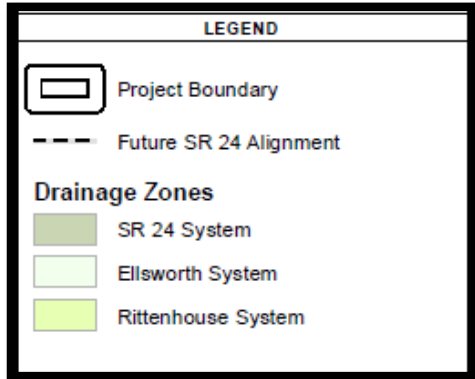 LEGEND
Project Boundary
Future SR 24 Alignment
Drainage Zones
SR 24 System
Ellsworth System
Rittenhouse System